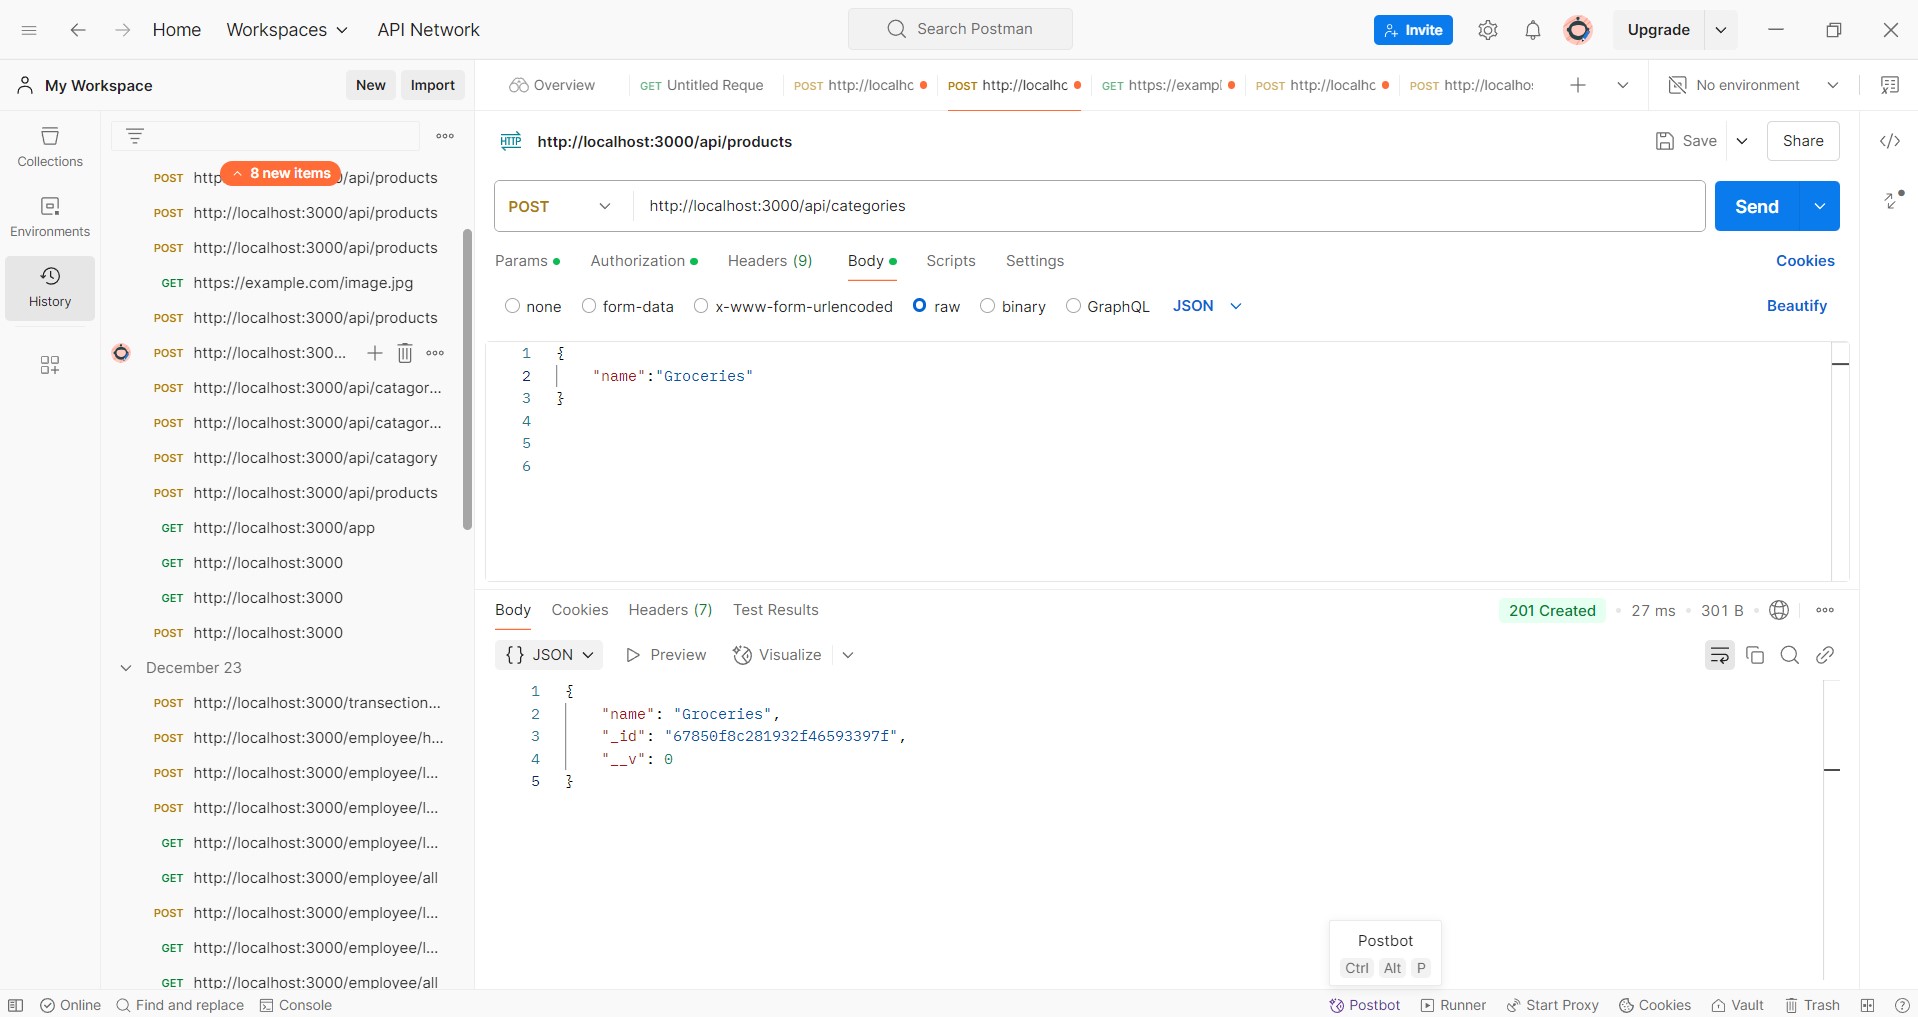 Home Workspaces API Network Search Postman Invite Upgrade
My Workspace New Import Overview GET Untitled Reque POST http://localhc POST http://localhc GET https://exampl POST http://localhc POST http://localhos No environment
Collections
Environments
History
8 new items
POST http /api/products
POST http://localhost:3000/api/products
POST http://localhost:3000/api/products
GET https://example.com/image.jpg
POST http://localhost:3000/api/products
POST http://localhost:300...
POST http://localhost:3000/api/catagor...
POST http://localhost:3000/api/catagor...
POST http://localhost:3000/api/catagory
POST http://localhost:3000/api/products
GET http://localhost:3000/app
GET http://localhost:3000
GET http://localhost:3000
POST http://localhost:3000
December 23
POST http://localhost:3000/transection...
POST http://localhost:3000/employee/h...
POST http://localhost:3000/employee/l...
POST http://localhost:3000/employee/l...
GET http://localhost:3000/employee/l...
GET http://localhost:3000/employee/all
POST http://localhost:3000/employee/l...
GET http://localhost:3000/employee/l...
GET http://localhost:3000/employee/all
HTTP http://localhost:3000/api/products Save Share
POST http://localhost:3000/api/categories Send
Params Authorization Headers (9) Body Scripts Settings Cookies
none form-data x-www-form-urlencoded raw binary GraphQL JSON Beautify
1 {
2 "name":"Groceries"
3 }
4
5
6
Body Cookies Headers (7) Test Results 201 Created 27 ms 301 B
{} JSON Preview Visualize
1 {
2 "name": "Groceries",
3 "_id": "67850f8c281932f46593397f",
4 "__v": 0
5 }
Postbot
Ctrl Alt P
Online Find and replace Console Postbot Runner Start Proxy Cookies Vault Trash